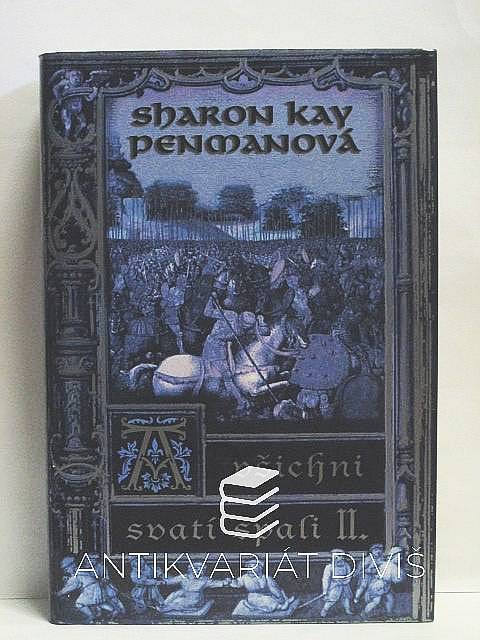 Sharon Kay
Penmanová
A všichni
svatí spali II.
ANTIKVARIÁT DIVIŠ